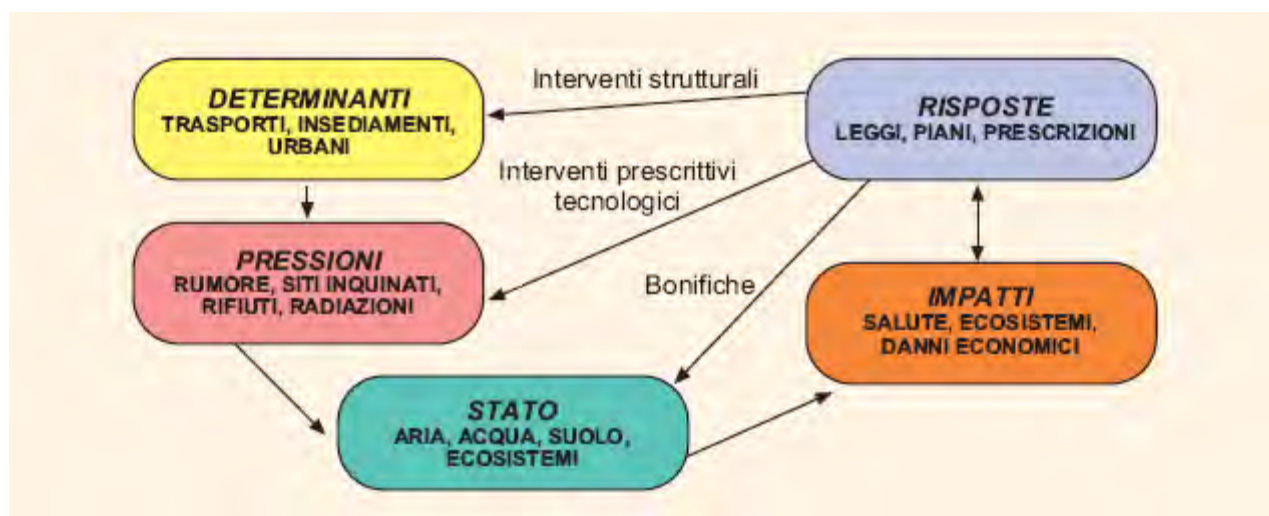 Interventi strutturali
DETERMINANTI
TRASPORTI, INSEDIAMENTI,
URBANI
RISPOSTE
LEGGI, PIANI, PRESCRIZIONI
Interventi prescrittivi
tecnologici
PRESSIONI
RUMORE, SITI INQUINATI,
RIFIUTI, RADIAZIONI
Bonifiche
IMPATTI
SALUTE, ECOSISTEMI,
DANNI ECONOMICI
STATO
ARIA, ACQUA, SUOLO,
ECOSISTEMI